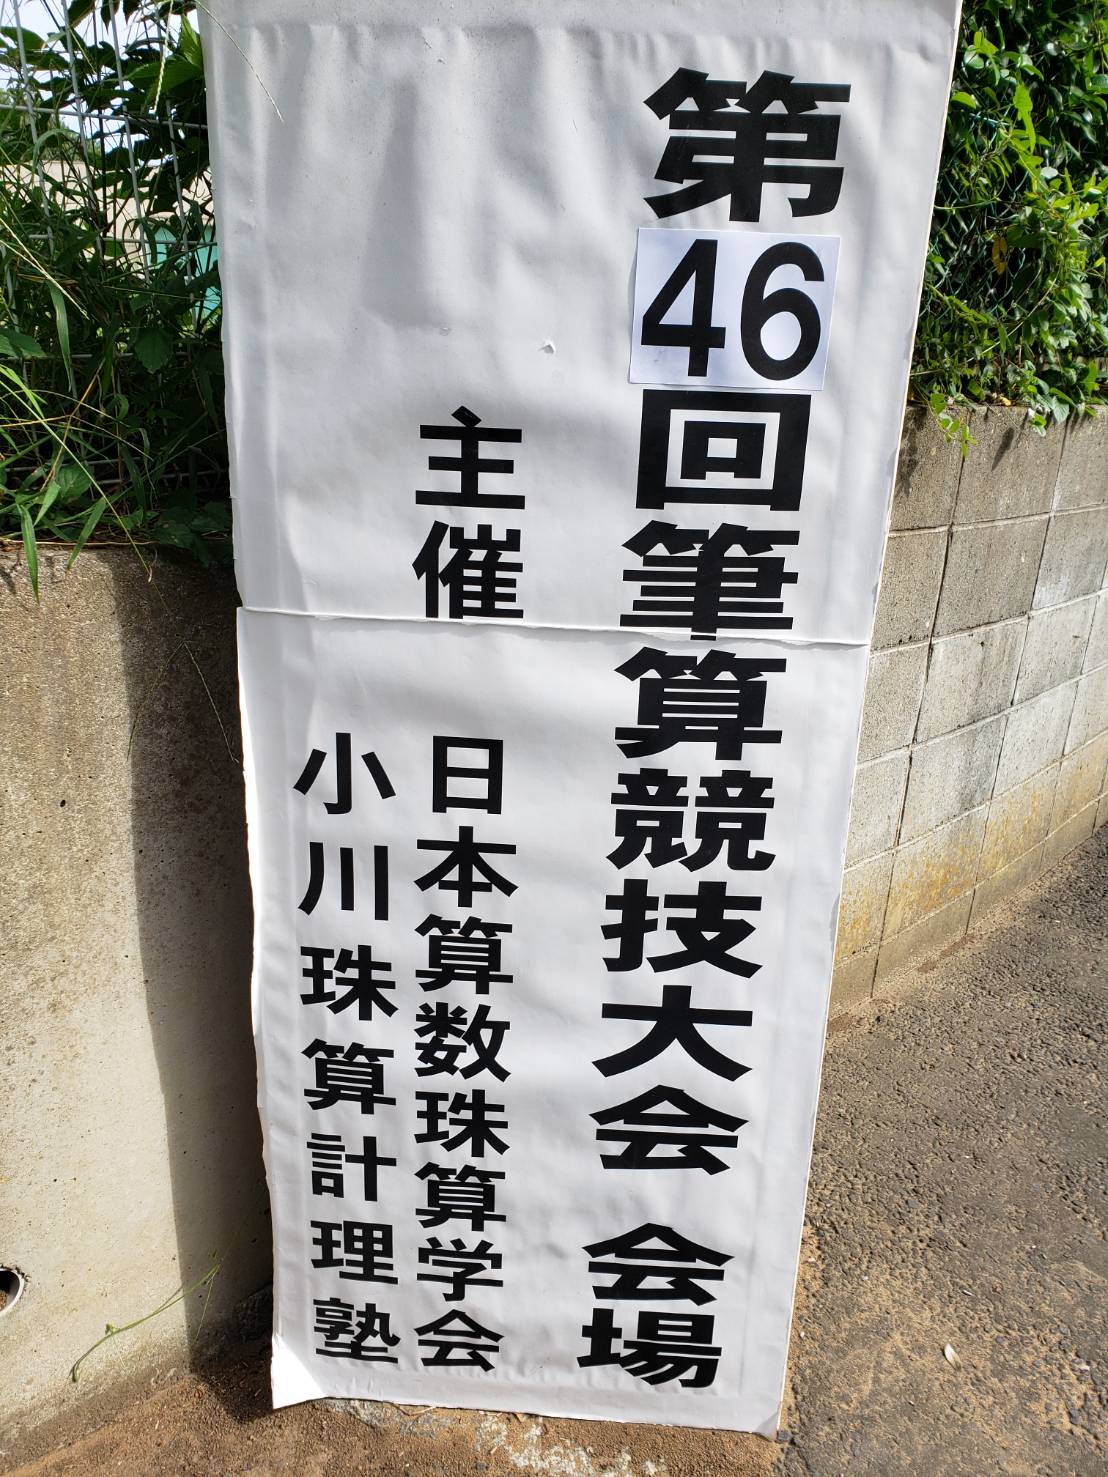 第46回筆算競技大会 会場
主催
日本算数珠算学会
小川珠算計理塾